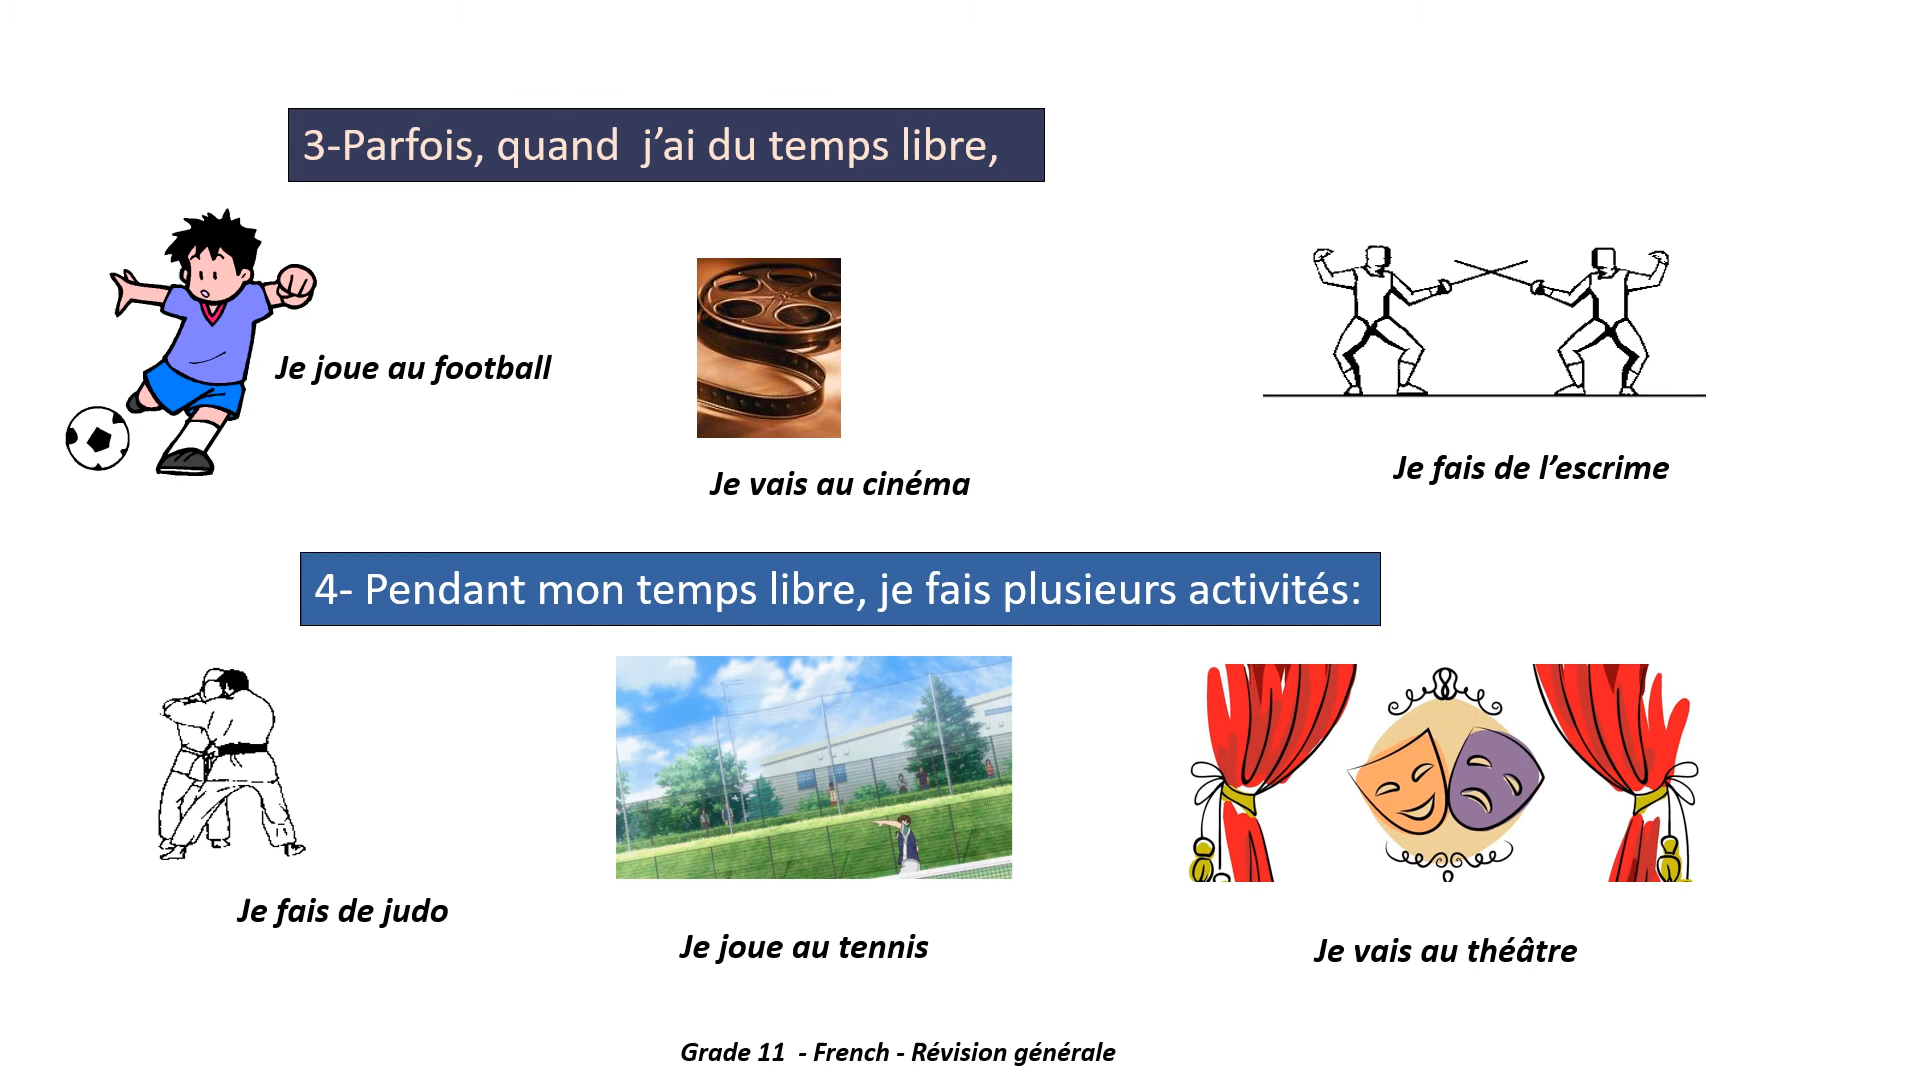 3-Parfois, quand  j’ai du temps libre,
Je joue au football
Je vais au cinéma
Je fais de l’escrime
4- Pendant mon temps libre, je fais plusieurs activités:
Je fais de judo
Je joue au tennis
Je vais au théâtre
Grade 11  - French - Révision générale